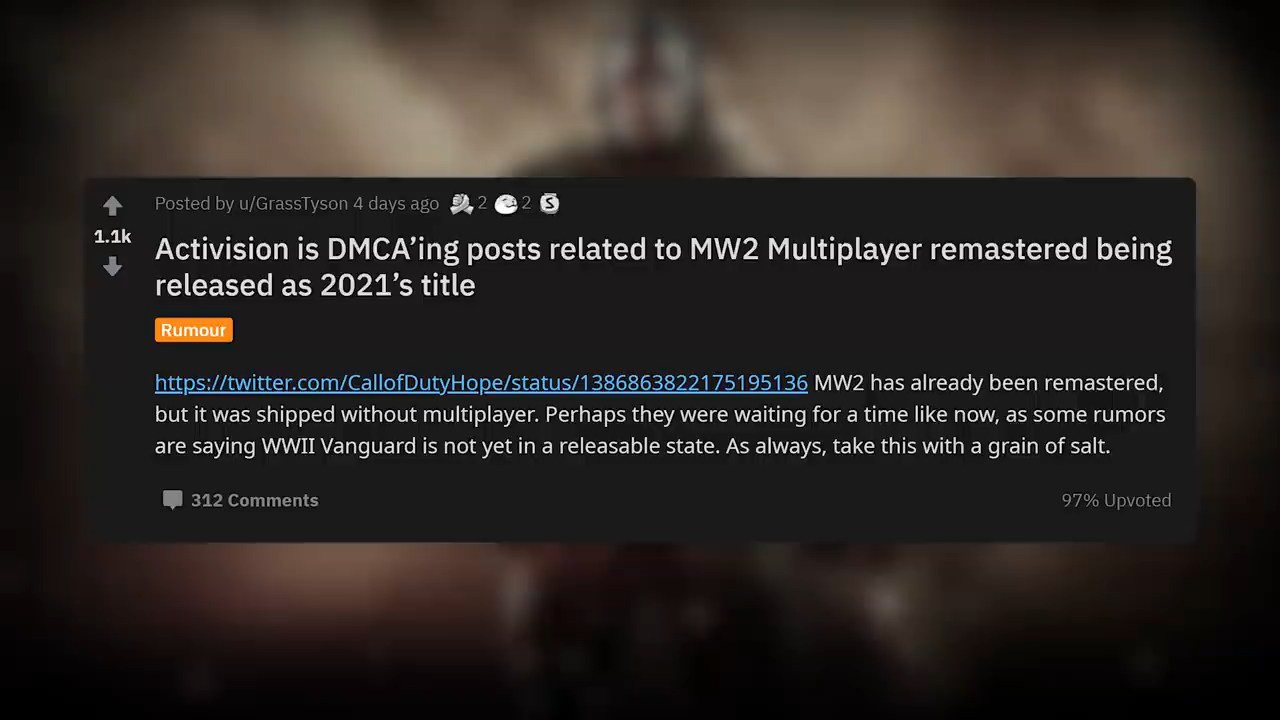 Posted by u/GrassTyson 4 days ago 2 2 S
1.1k
Activision is DMCA’ing posts related to MW2 Multiplayer remastered being
released as 2021’s title
Rumour
https://twitter.com/CallofDutyHope/status/1386863822175195136 MW2 has already been remastered,
but it was shipped without multiplayer. Perhaps they were waiting for a time like now, as some rumors
are saying WWII Vanguard is not yet in a releasable state. As always, take this with a grain of salt.
312 Comments 97% Upvoted